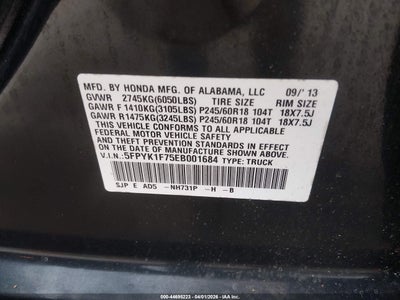 MFD. BY HONDA MFG. OF ALABAMA, LLC 09/' 13
GVWR 2745KG(6050LBS) TIRE SIZE RIM SIZE
GAWR F 1410KG(3105LBS) P245/60R18 104T 18X7.5J
GAWR R1475KG(3245LBS) P245/60R18 104T 18X7.5J
THIS VEHICLE CONFORMS TO ALL APPLICABLE
FEDERAL MOTOR VEHICLE SAFETY
AND THEFT PREVENTION STANDARDS IN EFFECT
ON THE DATE OF MANUFACTURE SHOWN ABOVE.
V.I.N.:5FPYK1F75EB001684 TYPE: TRUCK
SJP E AD5 -NH731P -H -B
000-44695223 04/01/2026 IAA, Inc.